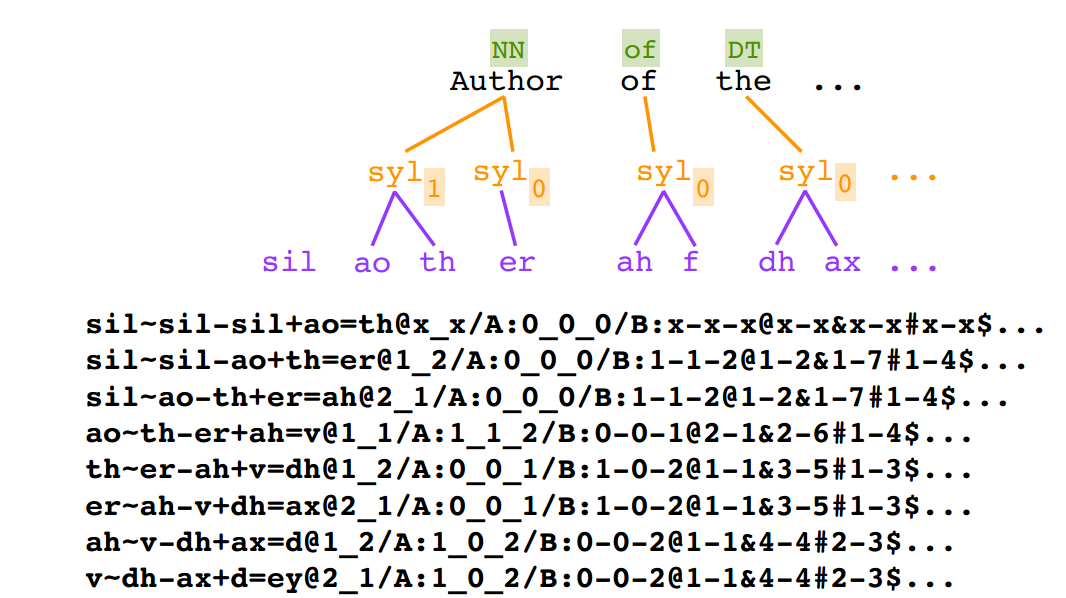 NN of DT
Author of the ...
syl1 syl0 syl0 syl0 ...
sil ao th er ah f dh ax ...
sil~sil-sil+ao=th@x_x/A:0_0_0/B:x-x-x@x-x&x-x#x-x$...
sil~sil-ao+th=er@1_2/A:0_0_0/B:1-1-2@1-2&1-7#1-4$...
sil~ao-th+er=ah@2_1/A:0_0_0/B:1-1-2@1-2&1-7#1-4$...
ao~th-er+ah=v@1_1/A:1_1_2/B:0-0-1@2-1&2-6#1-4$...
th~er-ah+v=dh@1_2/A:0_0_1/B:1-0-2@1-1&3-5#1-3$...
er~ah-v+dh=ax@2_1/A:0_0_1/B:1-0-2@1-1&3-5#1-3$...
ah~v-dh+ax=d@1_2/A:1_0_2/B:0-0-2@1-1&4-4#2-3$...
v~dh-ax+d=ey@2_1/A:1_0_2/B:0-0-2@1-1&4-4#2-3$...